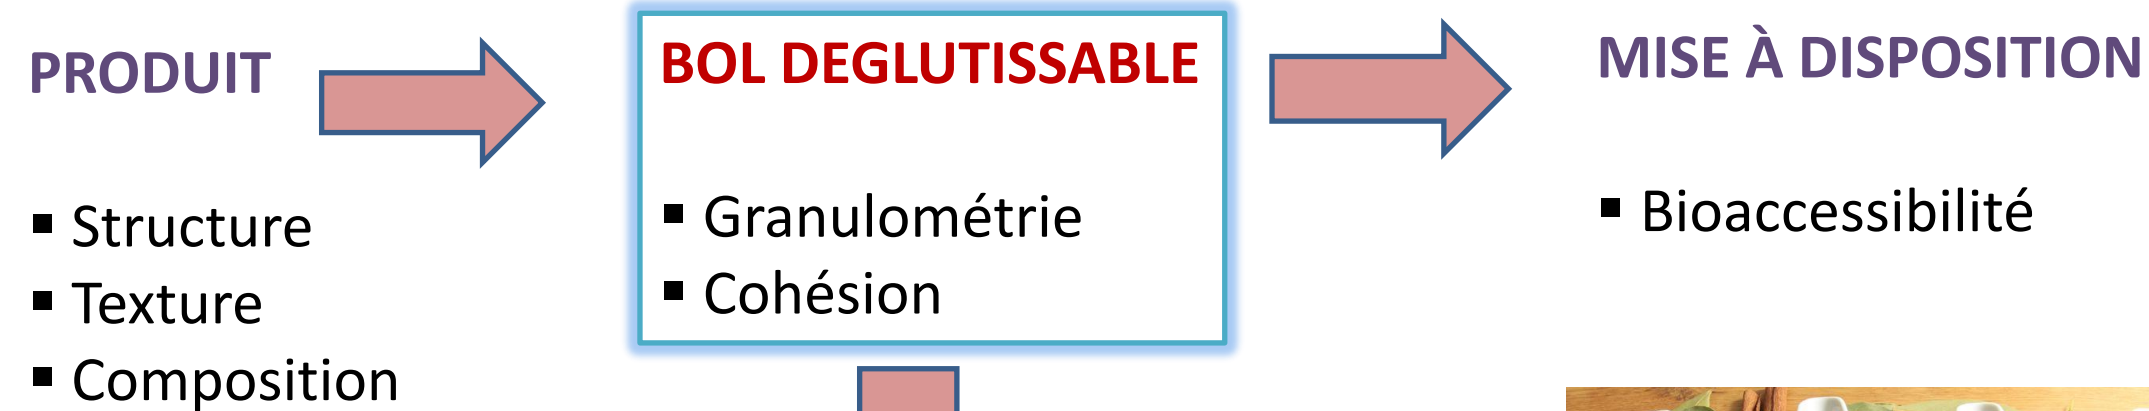 PRODUIT
▪ Structure
▪ Texture
▪ Composition
BOL DEGLUTISSABLE
▪ Granulométrie
▪ Cohésion
MISE À DISPOSITION
▪ Bioaccessibilité